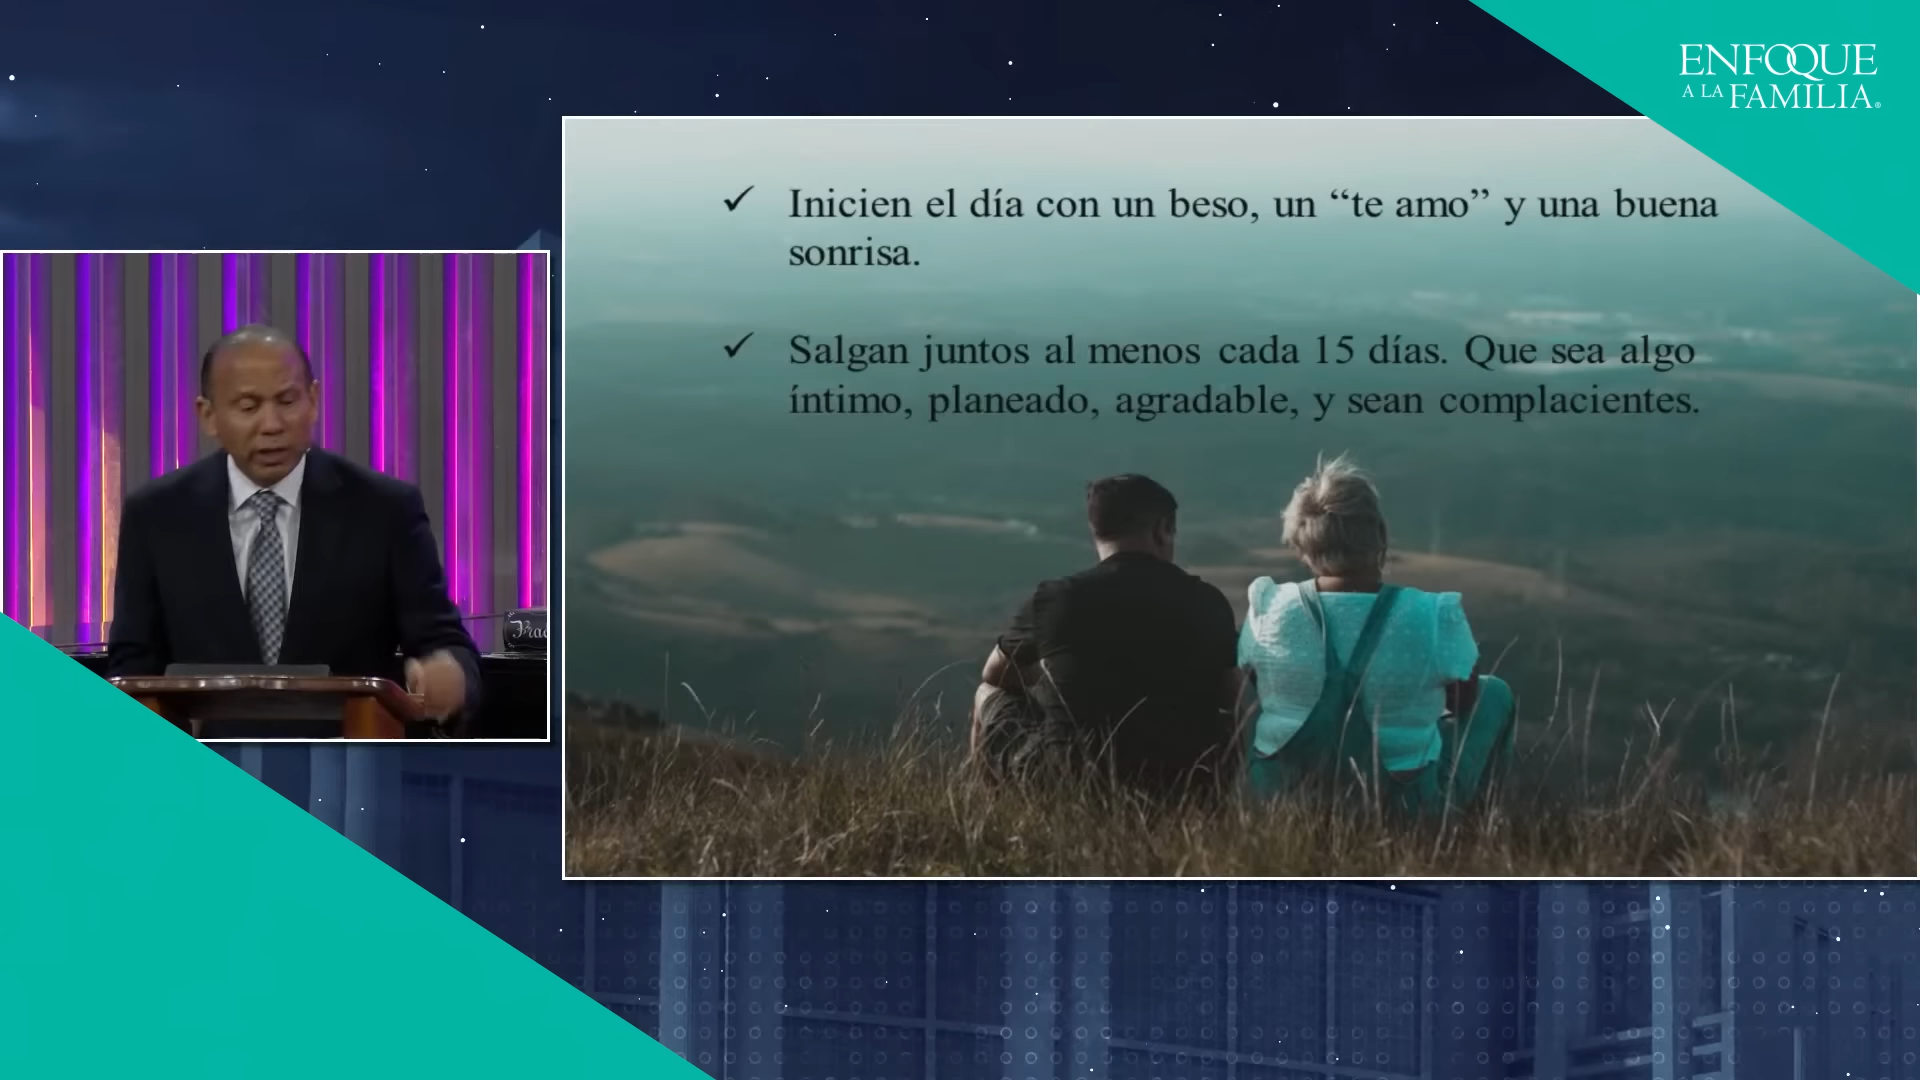 ENFOQUE
A LA FAMILIA®
✓ Inicien el día con un beso, un “te amo” y una buena
sonrisa.
✓ Salgan juntos al menos cada 15 días. Que sea algo
íntimo, planeado, agradable, y sean complacientes.